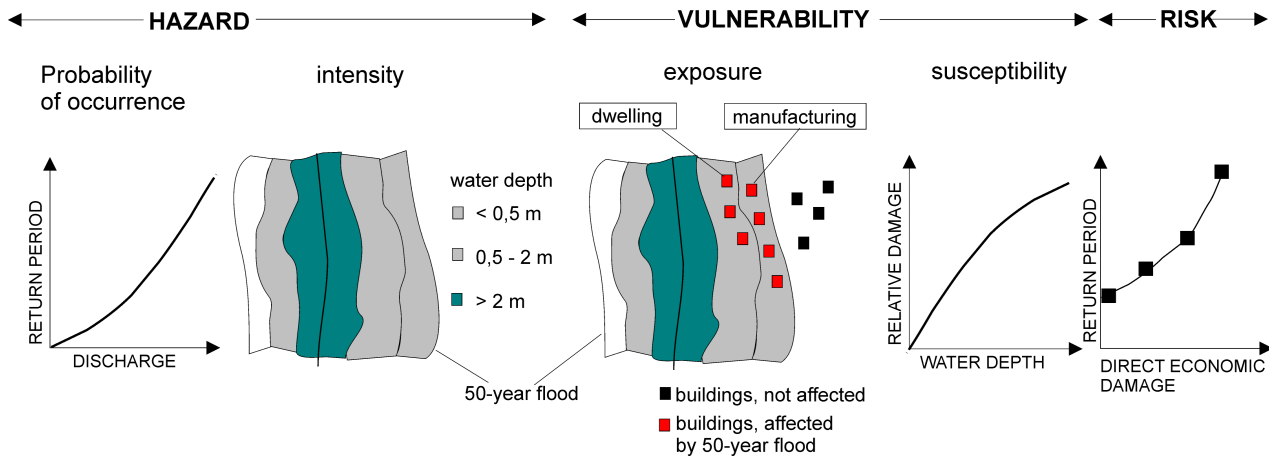 HAZARD
VULNERABILITY
RISK
Probability
of occurrence
intensity
exposure
susceptibility
dwelling
manufacturing
RETURN PERIOD
DISCHARGE
water depth
< 0,5 m
0,5 - 2 m
> 2 m
50-year flood
buildings, not affected
buildings, affected
by 50-year flood
RELATIVE DAMAGE
WATER DEPTH
RETURN PERIOD
DIRECT ECONOMIC
DAMAGE